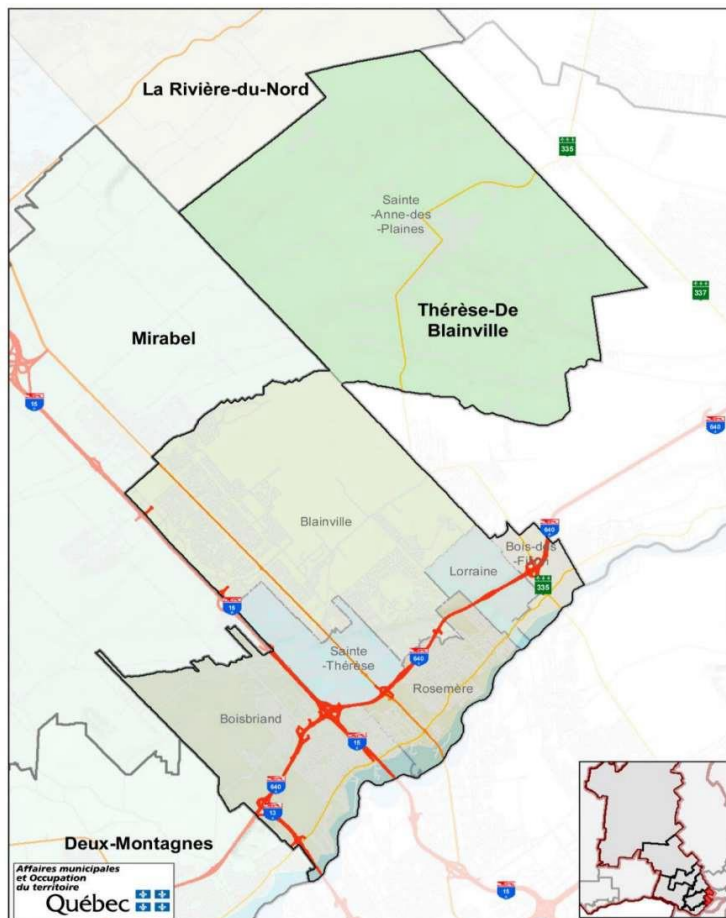 La Rivière-du-Nord
335
Sainte
-Anne-des
-Plaines
337
Thérèse-De
Blainville
Mirabel
15
640
Blainville
640
Bois-des
-Filion
Lorraine
335
15
Sainte
-Thérèse
640
Rosemère
Boisbriand
15
640
13
Deux-Montagnes
15
Affaires municipales
et Occupation
du territoire
Québec